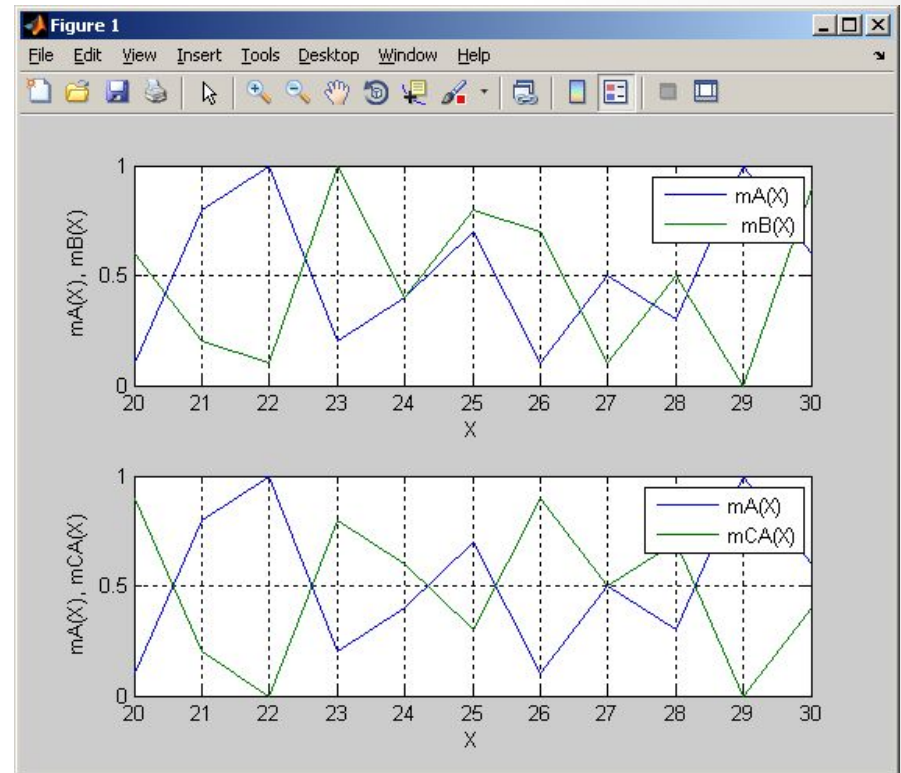 Figure 1
File Edit View Insert Tools Desktop Window Help
1
0.5
0
mA(X), mB(X)
mA(X)
mB(X)
20 21 22 23 24 25 26 27 28 29 30
X
1
0.5
0
mA(X), mCA(X)
mA(X)
mCA(X)
20 21 22 23 24 25 26 27 28 29 30
X